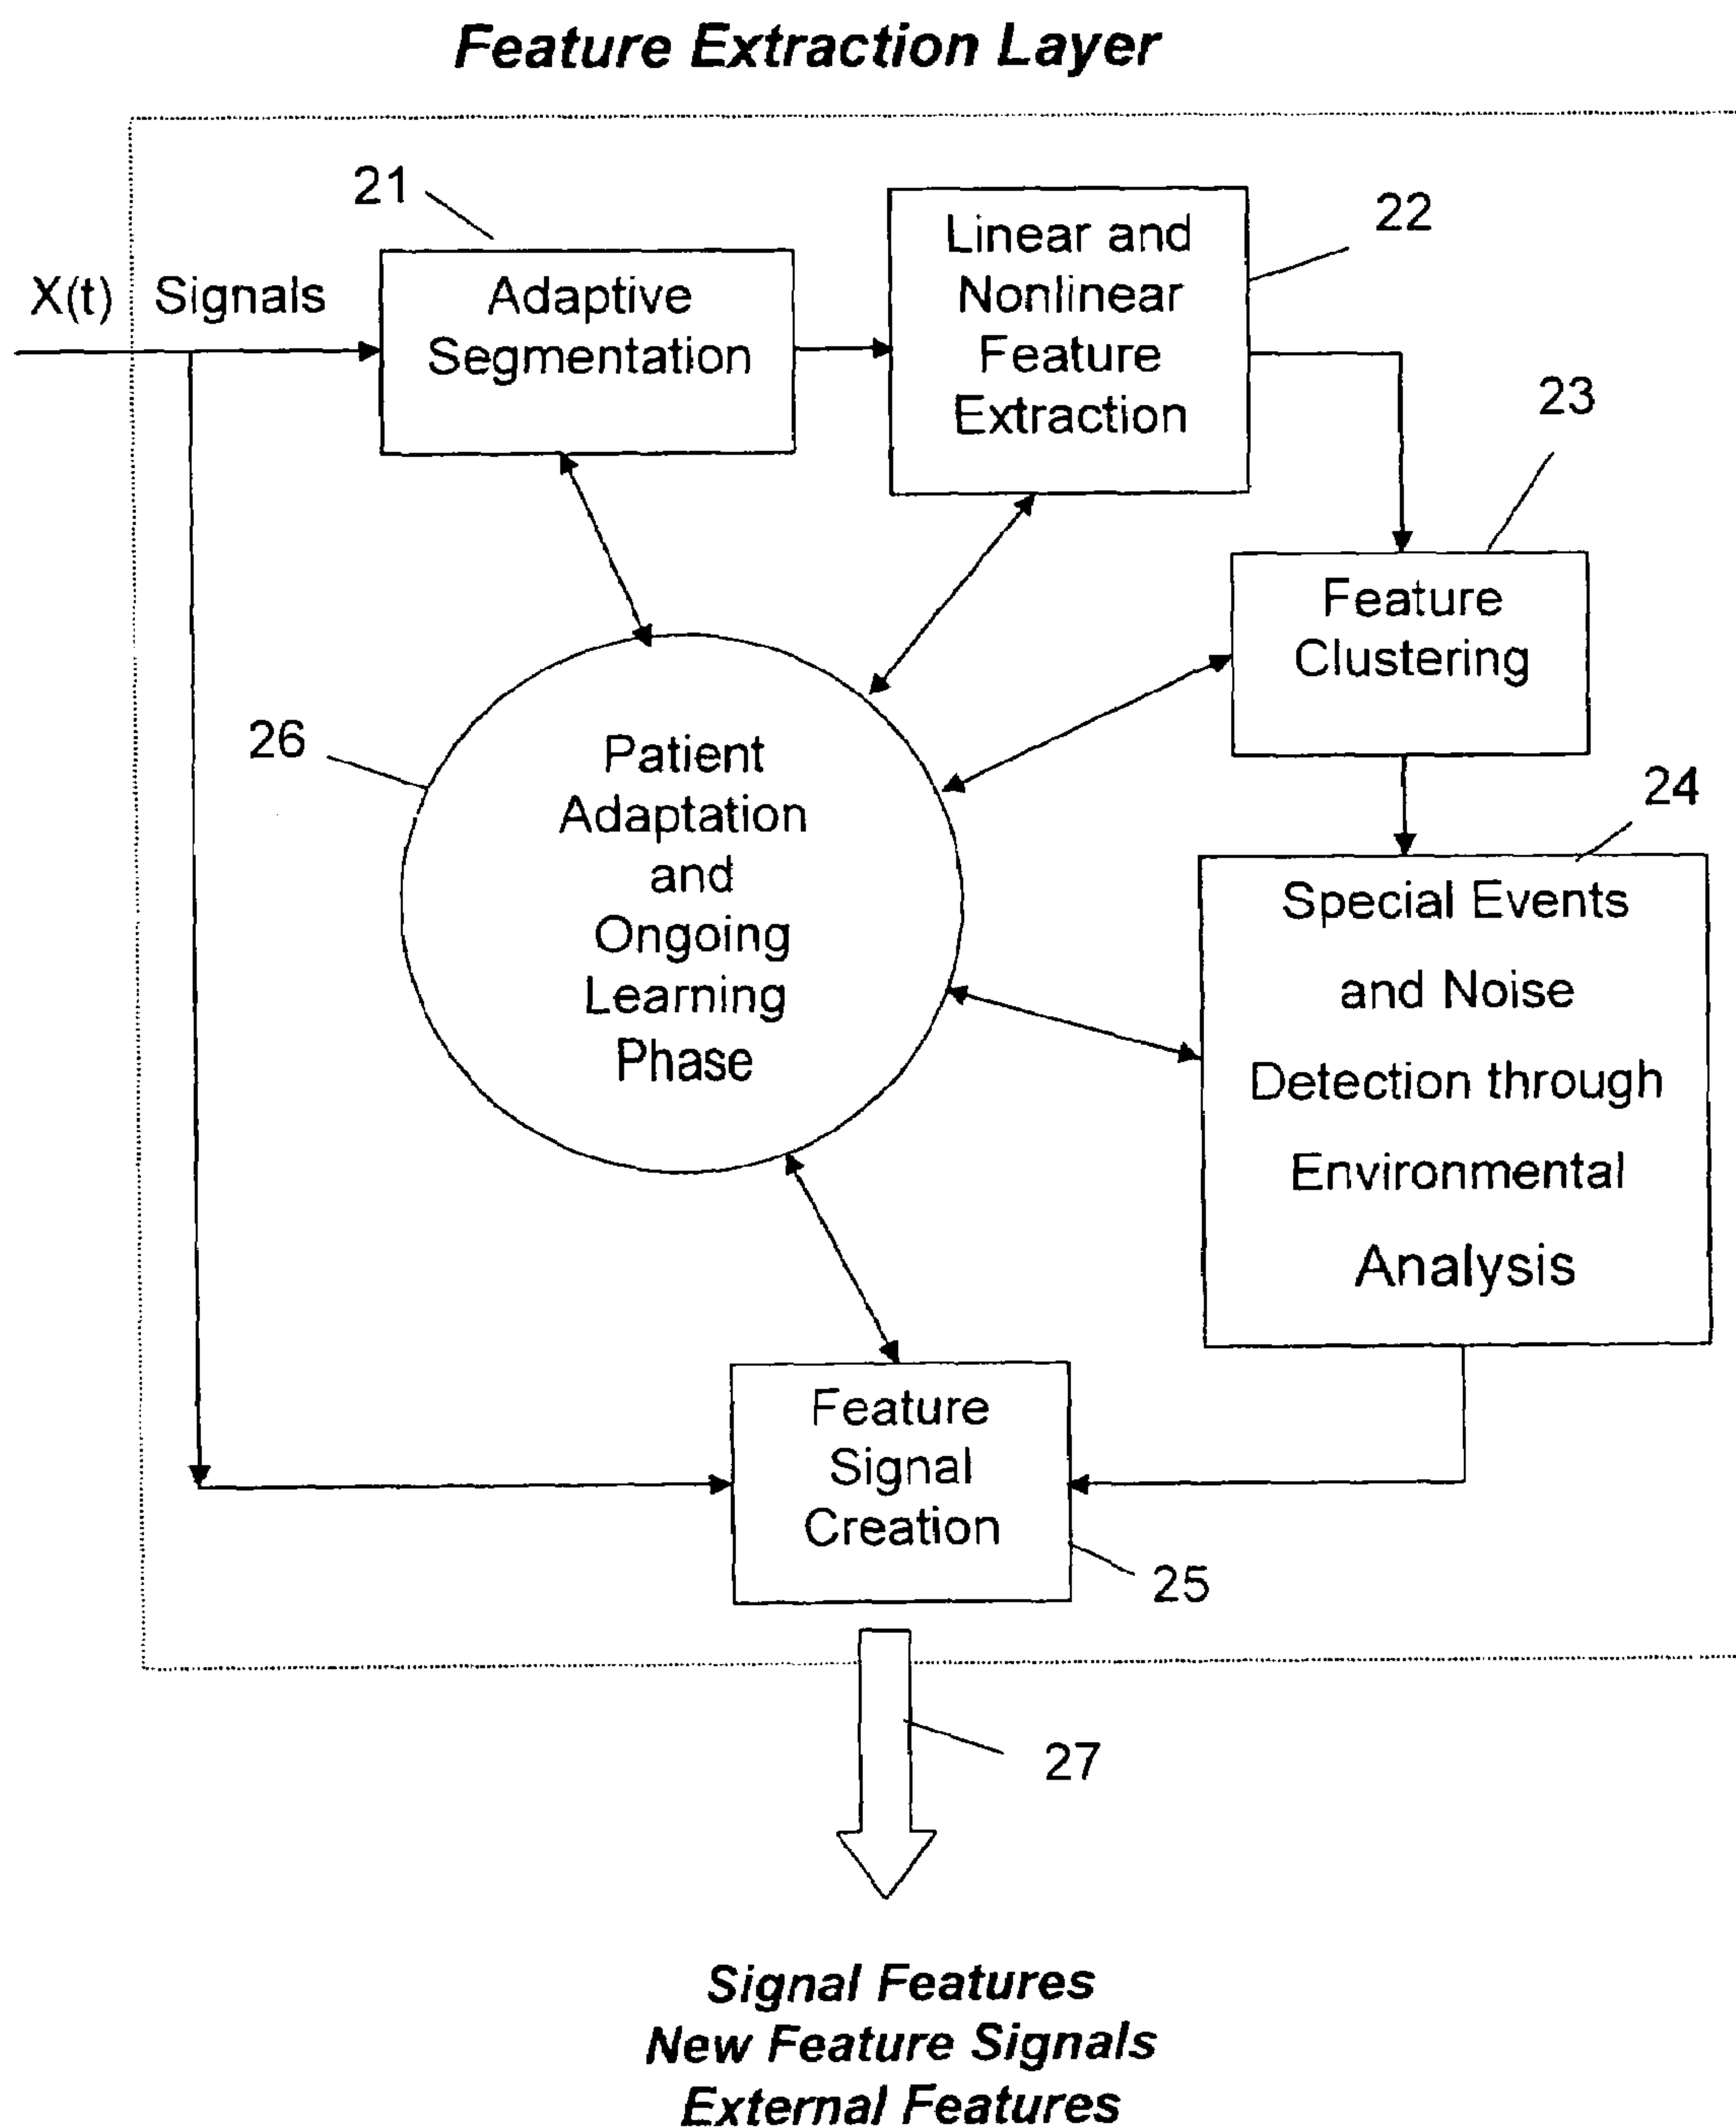 Feature Extraction Layer
21
22
X(t) Signals
Adaptive
Segmentation
Linear and
Nonlinear
Feature
Extraction
23
Feature
Clustering
26
Patient
Adaptation
and
Ongoing
Learning
Phase
24
Special Events
and Noise
Detection through
Environmental
Analysis
Feature
Signal
Creation
25
27
Signal Features
New Feature Signals
External Features